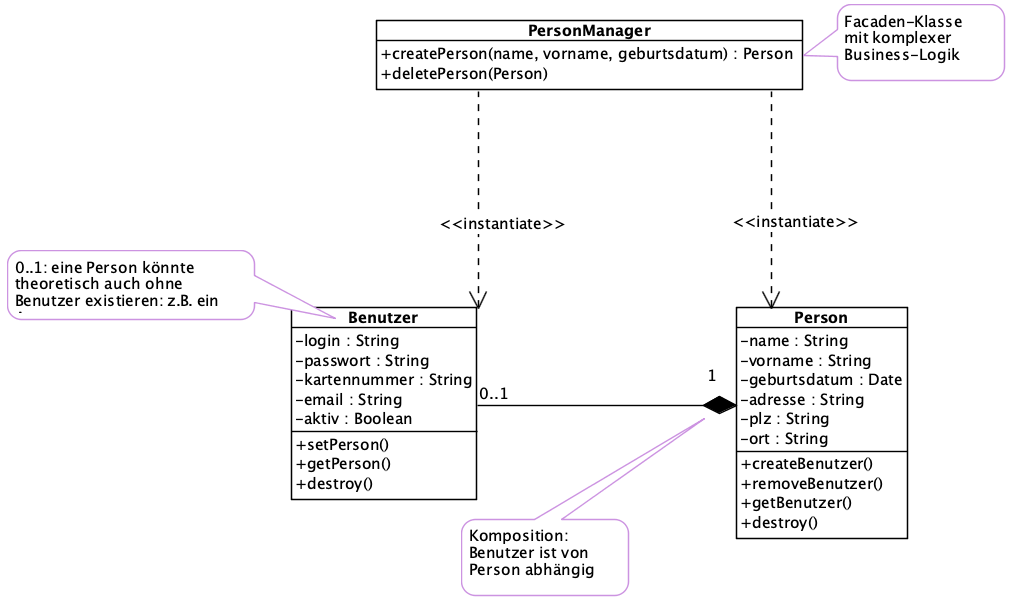 PersonManager
+createPerson(name, vorname, geburtsdatum) : Person
+deletePerson(Person)
Facaden-Klasse
mit komplexer
Business-Logik
<<instantiate>>
<<instantiate>>
0..1: eine Person könnte
theoretisch auch ohne
Benutzer existieren: z.B. ein
Benutzer
-login : String
-passwort : String
-kartennummer : String
-email : String
-aktiv : Boolean
+setPerson()
+getPerson()
+destroy()
0..1
1
Person
-name : String
-vorname : String
-geburtsdatum : Date
-adresse : String
-plz : String
-ort : String
+createBenutzer()
+removeBenutzer()
+getBenutzer()
+destroy()
Komposition:
Benutzer ist von
Person abhängig